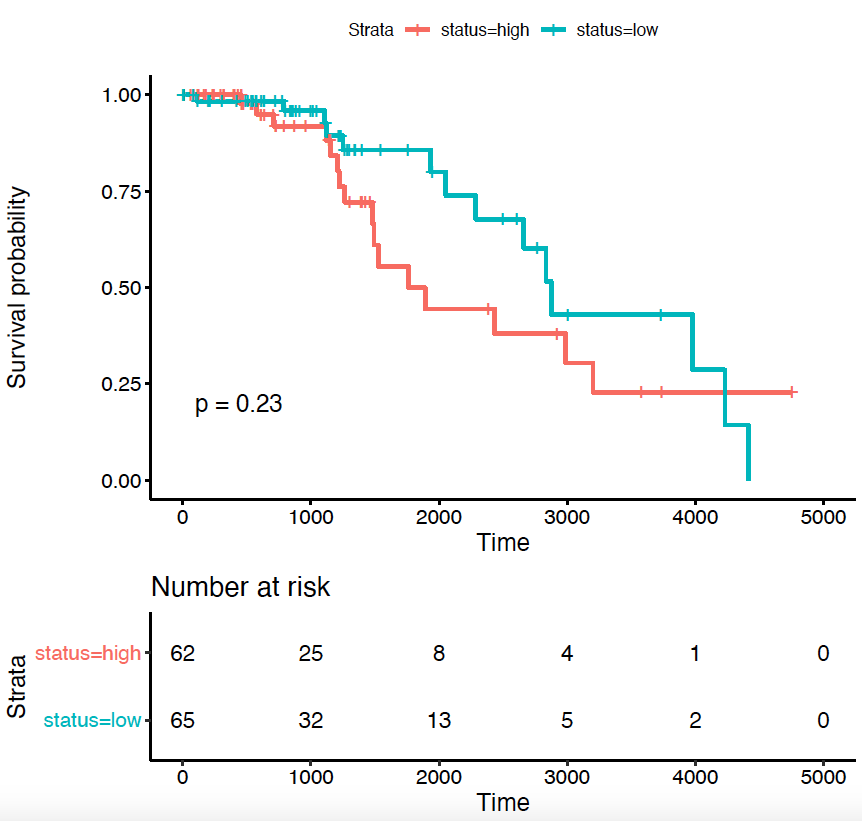 Strata status=high status=low
Survival probability
1.00
0.75
0.50
0.25
0.00
p = 0.23
0 1000 2000 3000 4000 5000
Time
Number at risk
Strata
status=high 62 25 8 4 1 0
status=low 65 32 13 5 2 0
0 1000 2000 3000 4000 5000
Time